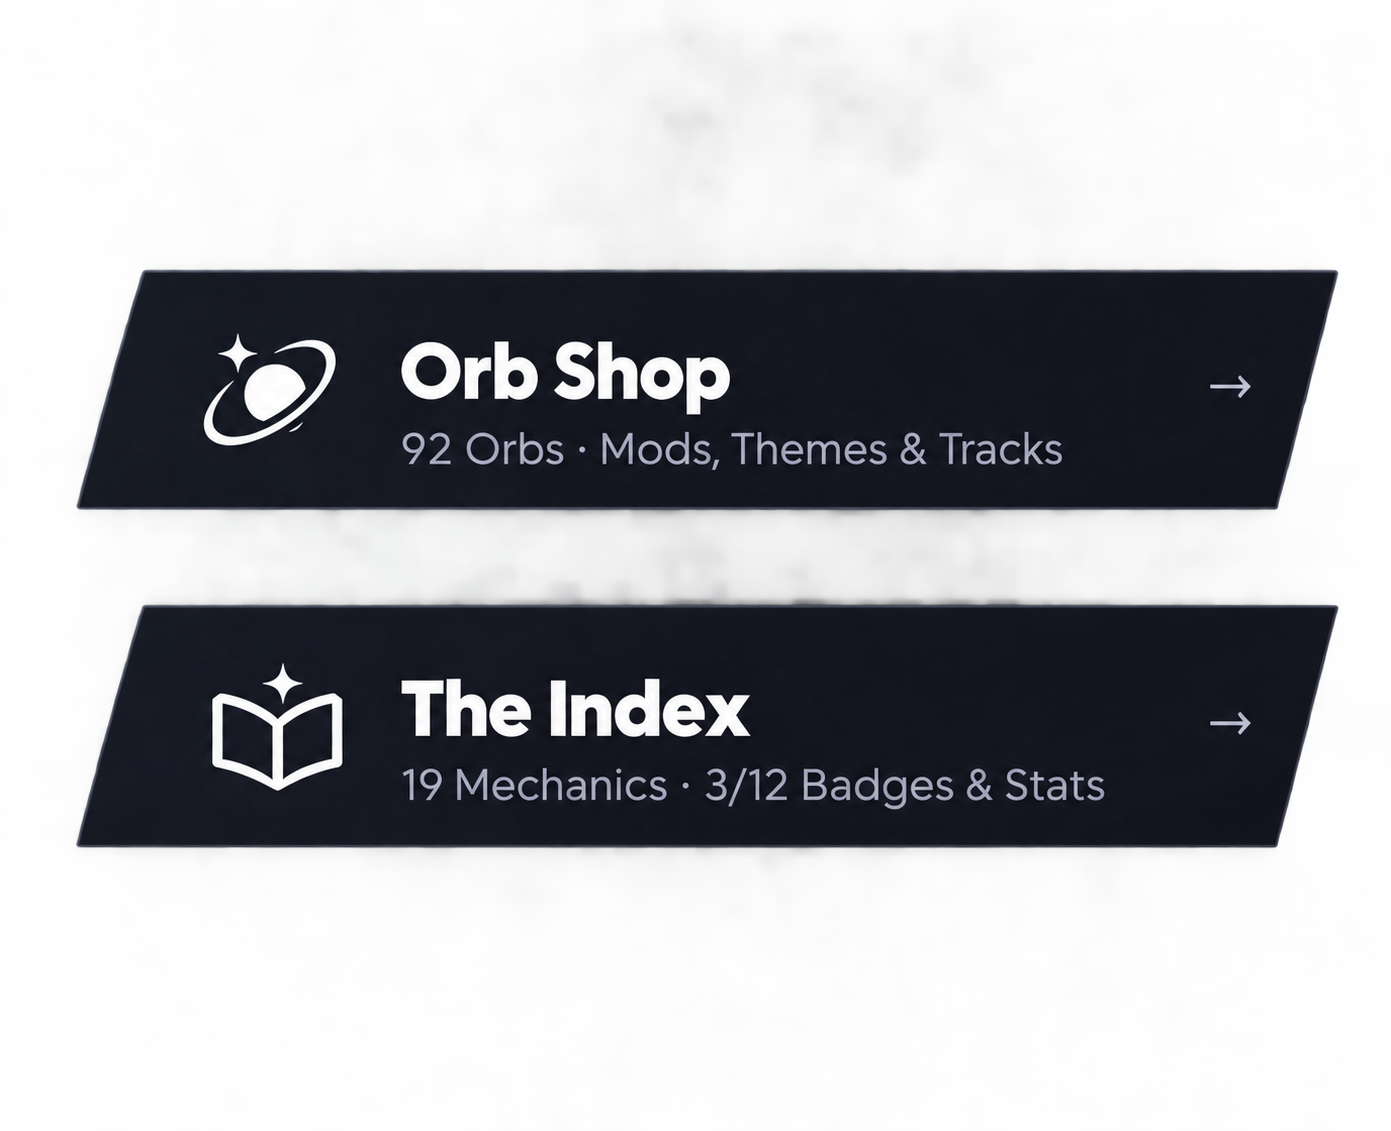 Orb Shop
92 Orbs · Mods, Themes & Tracks
→
The Index
19 Mechanics · 3/12 Badges & Stats
→